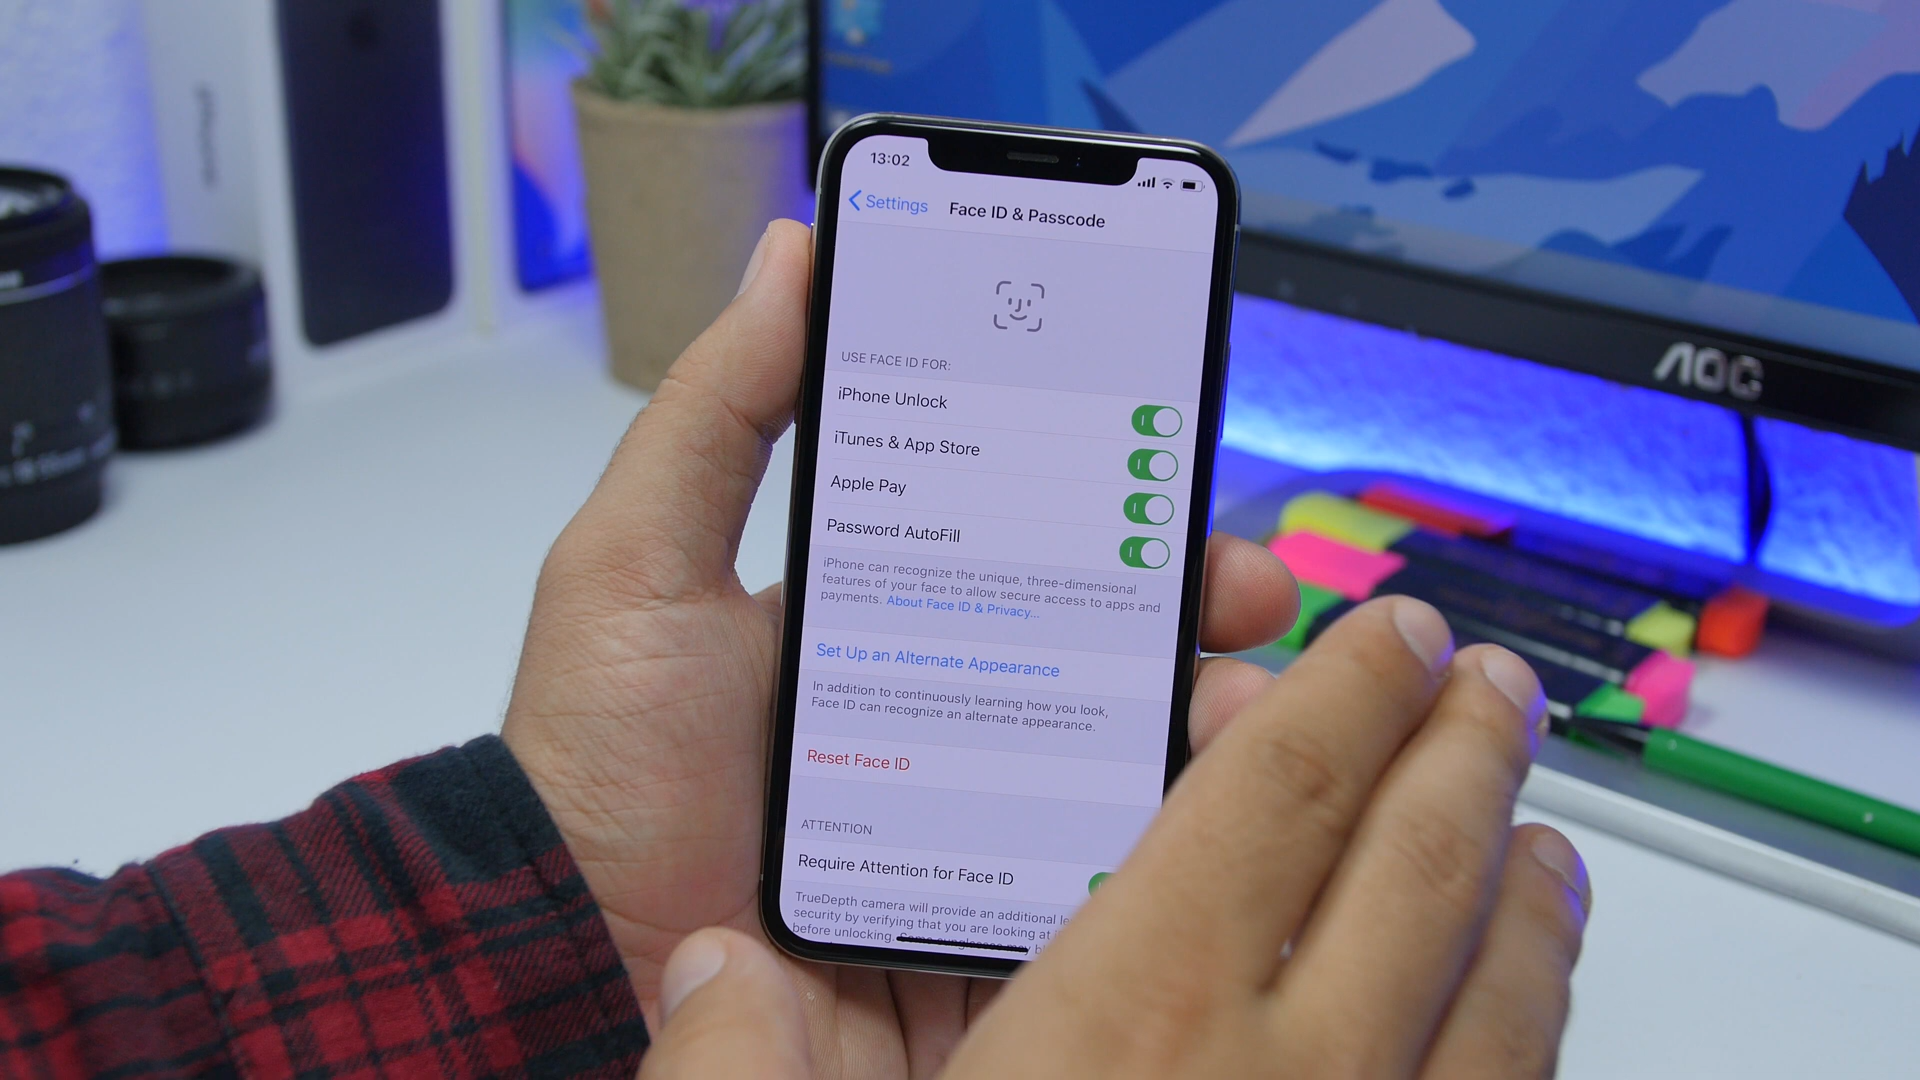 iPhone
13:02
Settings
Face ID & Passcode
USE FACE ID FOR:
iPhone Unlock
iTunes & App Store
Apple Pay
Password AutoFill
iPhone can recognize the unique, three-dimensional
features of your face to allow secure access to apps and
payments. About Face ID & Privacy...
Set Up an Alternate Appearance
In addition to continuously learning how you look,
Face ID can recognize an alternate appearance.
Reset Face ID
ATTENTION
Require Attention for Face ID
TrueDepth camera will provide an additional
security by verifying that you are looking at
before unlocking. Some sunglasses may
AOC